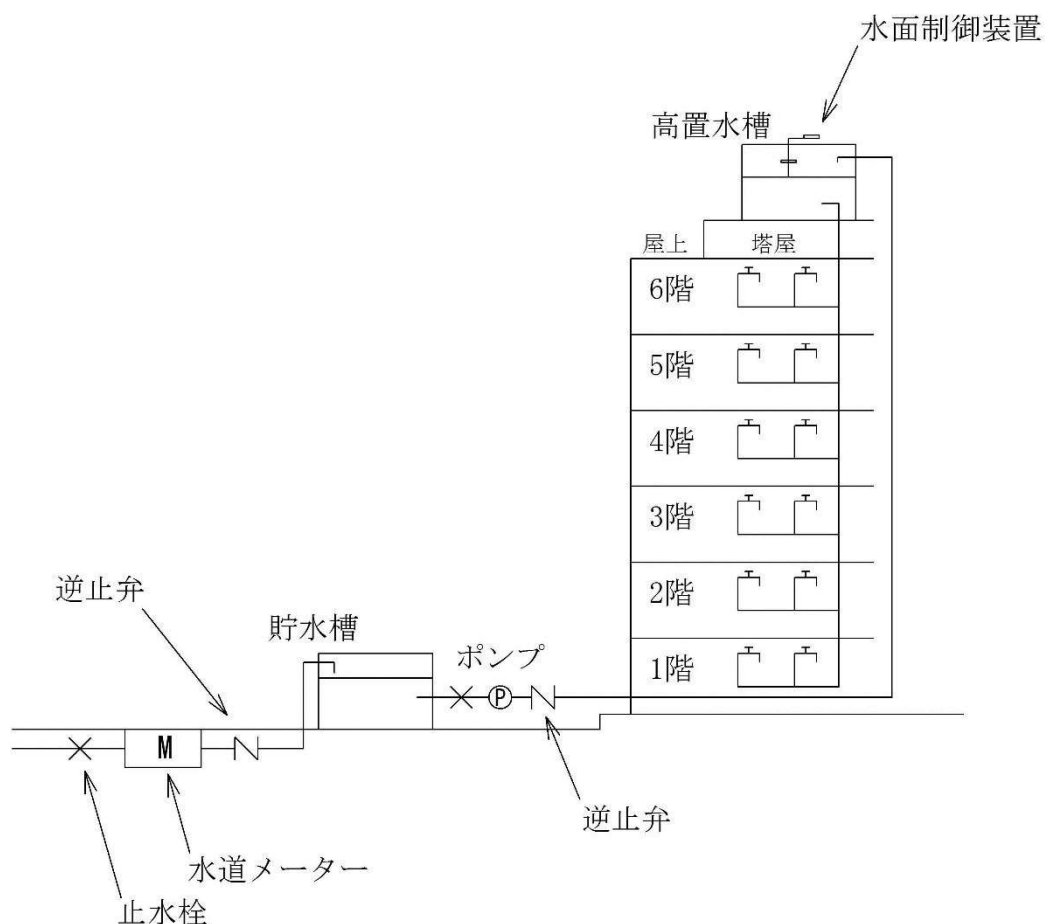 水面制御装置
高置水槽
屋上
塔屋
6階
5階
4階
3階
2階
1階
逆止弁
貯水槽
ポンプ
P
M
逆止弁
水道メーター
止水栓